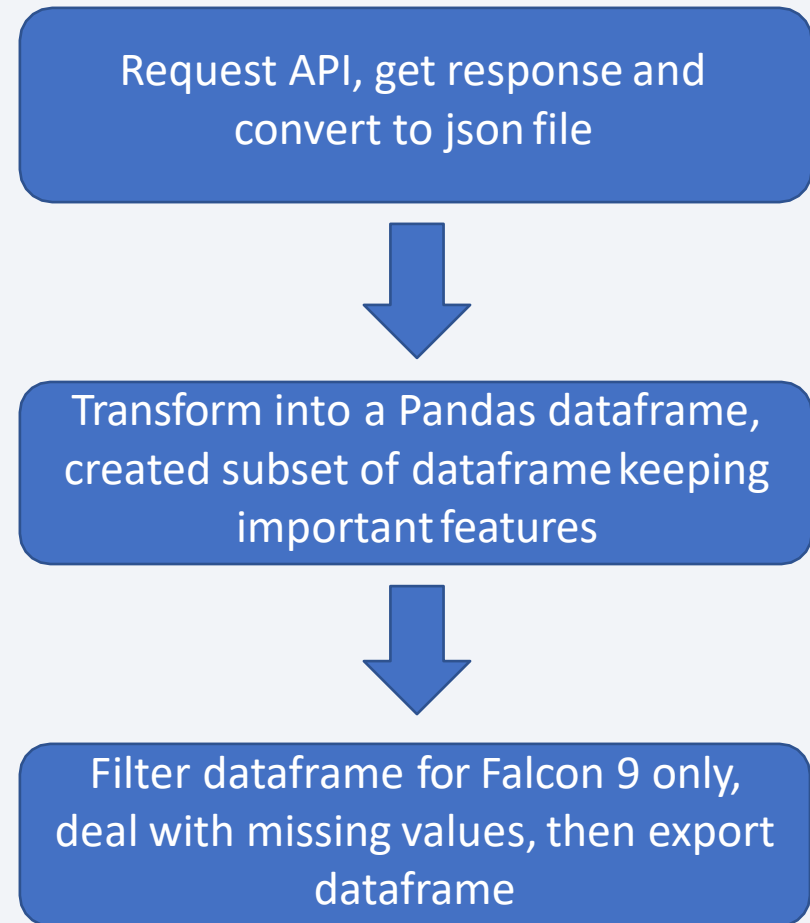 Request API, get response and
convert to json file
Transform into a Pandas dataframe,
created subset of dataframe keeping
important features
Filter dataframe for Falcon 9 only,
deal with missing values, then export
dataframe